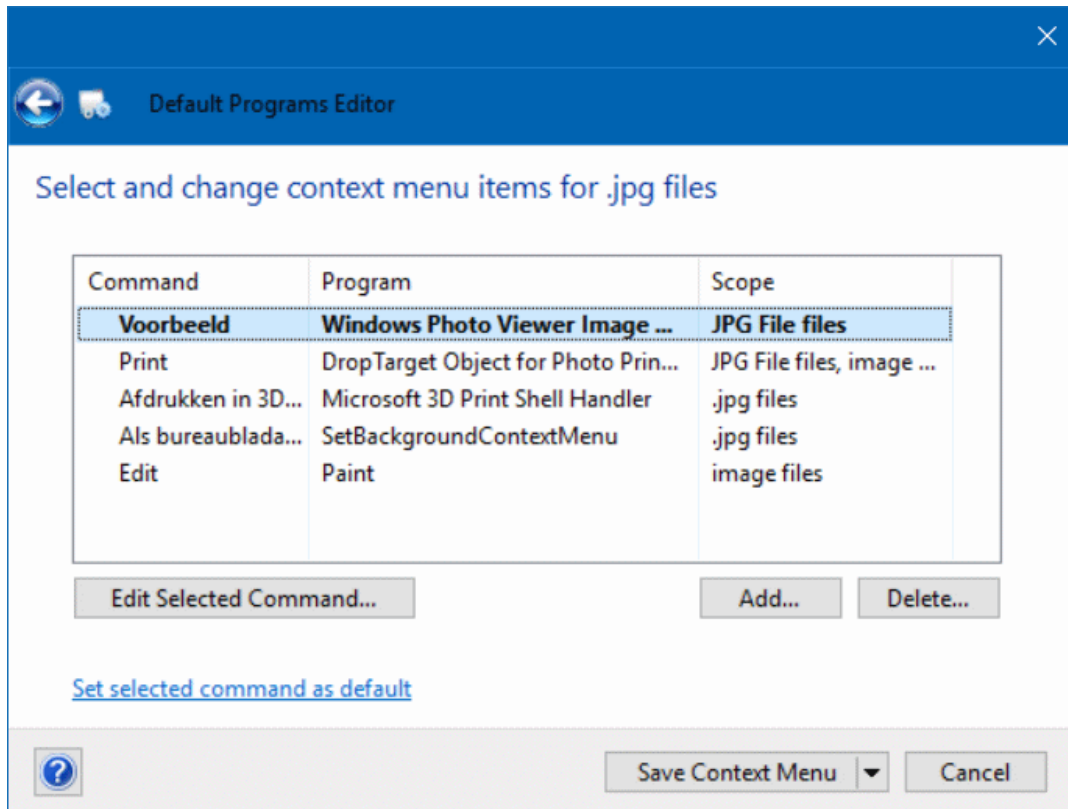 Default Programs Editor
Select and change context menu items for .jpg files
Command Program Scope
Voorbeeld Windows Photo Viewer Image ... JPG File files
Print DropTarget Object for Photo Prin... JPG File files, image ...
Afdrukken in 3D... Microsoft 3D Print Shell Handler .jpg files
Als bureaublada... SetBackgroundContextMenu .jpg files
Edit Paint image files
Edit Selected Command... Add... Delete...
Set selected command as default
? Save Context Menu Cancel